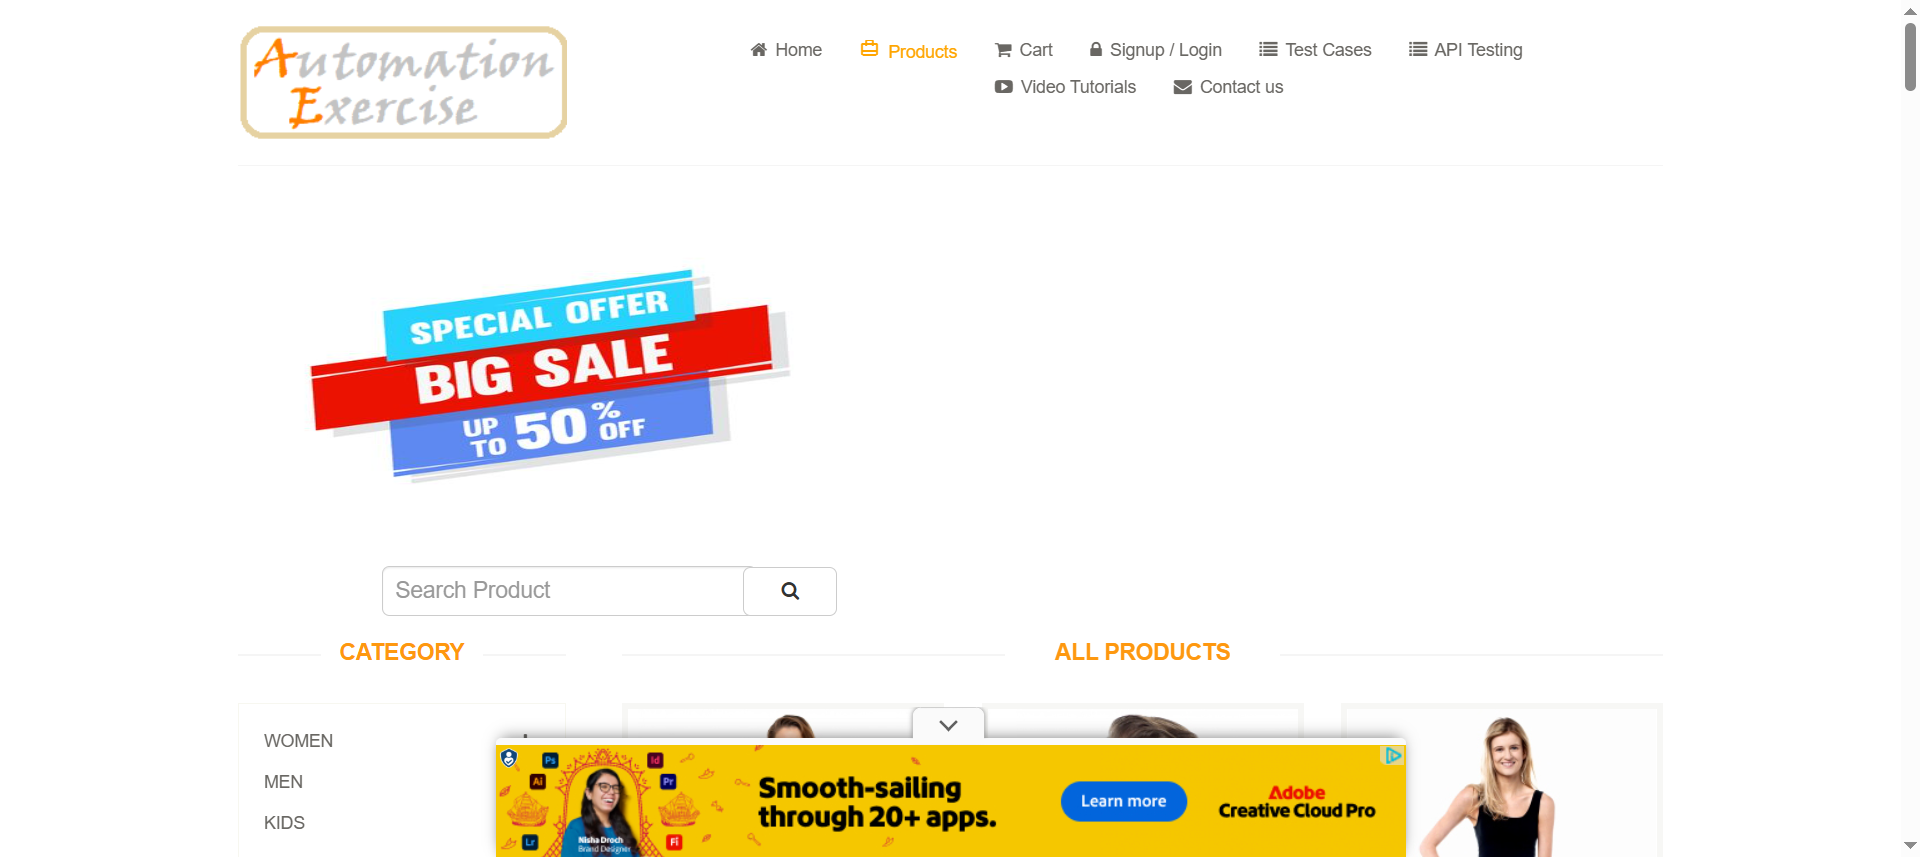 Automation
Exercise
Home
Products
Cart
Signup / Login
Test Cases
API Testing
Video Tutorials
Contact us
SPECIAL OFFER
BIG SALE
UP TO 50% OFF
Search Product
CATEGORY
ALL PRODUCTS
WOMEN
MEN
KIDS
Ps
Id
Ai
Pr
Lr
Fi
Nisha Droch
Brand Designer
Smooth-sailing
through 20+ apps.
Learn more
Adobe
Creative Cloud Pro